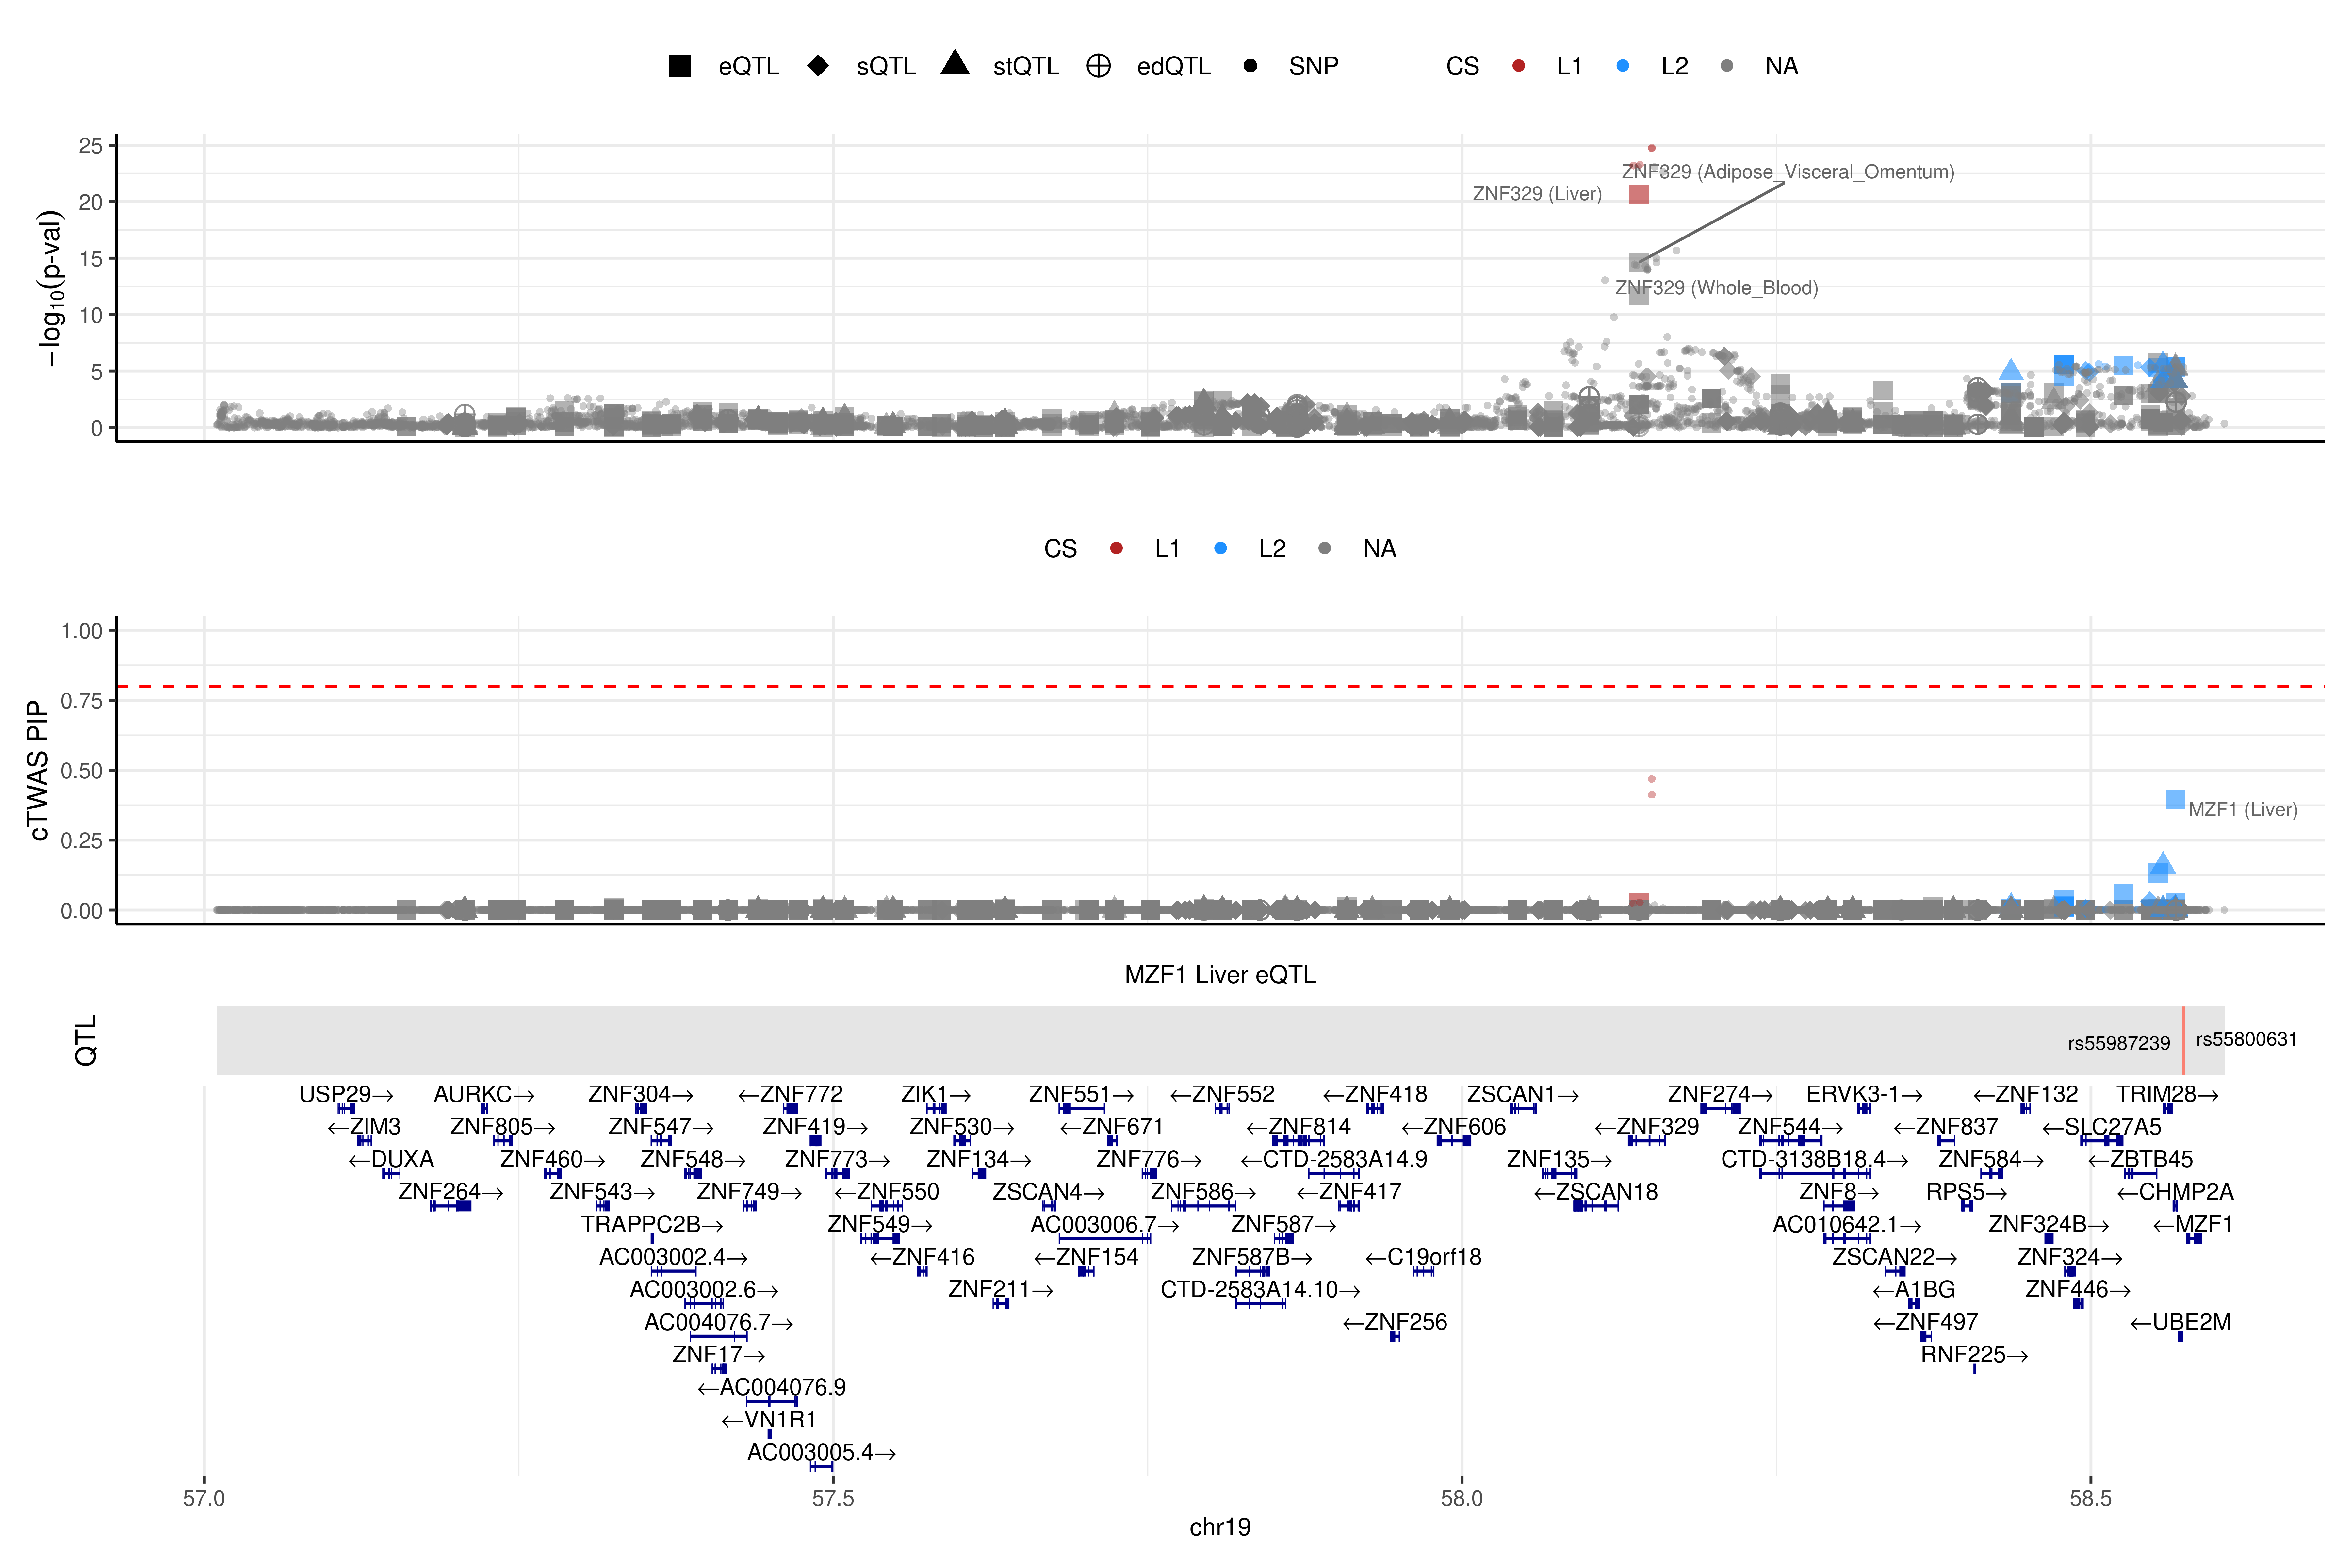 eQTL sQTL stQTL edQTL SNP CS L1 L2 NA
−log10(p-val)
25
20
15
10
5
0
ZNF329 (Adipose_Visceral_Omentum)
ZNF329 (Liver)
ZNF329 (Whole_Blood)
CS L1 L2 NA
cTWAS PIP
1.00
0.75
0.50
0.25
0.00
MZF1 (Liver)
MZF1 Liver eQTL
QTL
rs55987239 rs55800631
USP29→ AURKC→ ZNF304→ ←ZNF772 ZIK1→ ZNF551→ ←ZNF552 ←ZNF418 ZSCAN1→ ZNF274→ ERVK3-1→ ←ZNF132 TRIM28→
←ZIM3 ZNF805→ ZNF547→ ZNF419→ ZNF530→ ←ZNF671 ←ZNF814 ←ZNF606 ←ZNF329 ZNF544→ ←ZNF837 ←SLC27A5
←DUXA ZNF460→ ZNF548→ ZNF773→ ZNF134→ ZNF776→ ←CTD-2583A14.9 ZNF135→ CTD-3138B18.4→ ZNF584→ ←ZBTB45
ZNF264→ ZNF543→ ZNF749→ ←ZNF550 ZSCAN4→ ZNF586→ ←ZNF417 ←ZSCAN18 ZNF8→ RPS5→ ←CHMP2A
TRAPPC2B→ ZNF549→ AC003006.7→ ZNF587→ AC010642.1→ ZNF324B→ ←MZF1
AC003002.4→ ←ZNF416 ←ZNF154 ZNF587B→ ←C19orf18 ZSCAN22→ ZNF324→
AC003002.6→ ZNF211→ CTD-2583A14.10→ ←A1BG ZNF446→
AC004076.7→ ←ZNF256 ←ZNF497 ←UBE2M
ZNF17→ RNF225→
←AC004076.9
←VN1R1
AC003005.4→
57.0 57.5 58.0 58.5
chr19